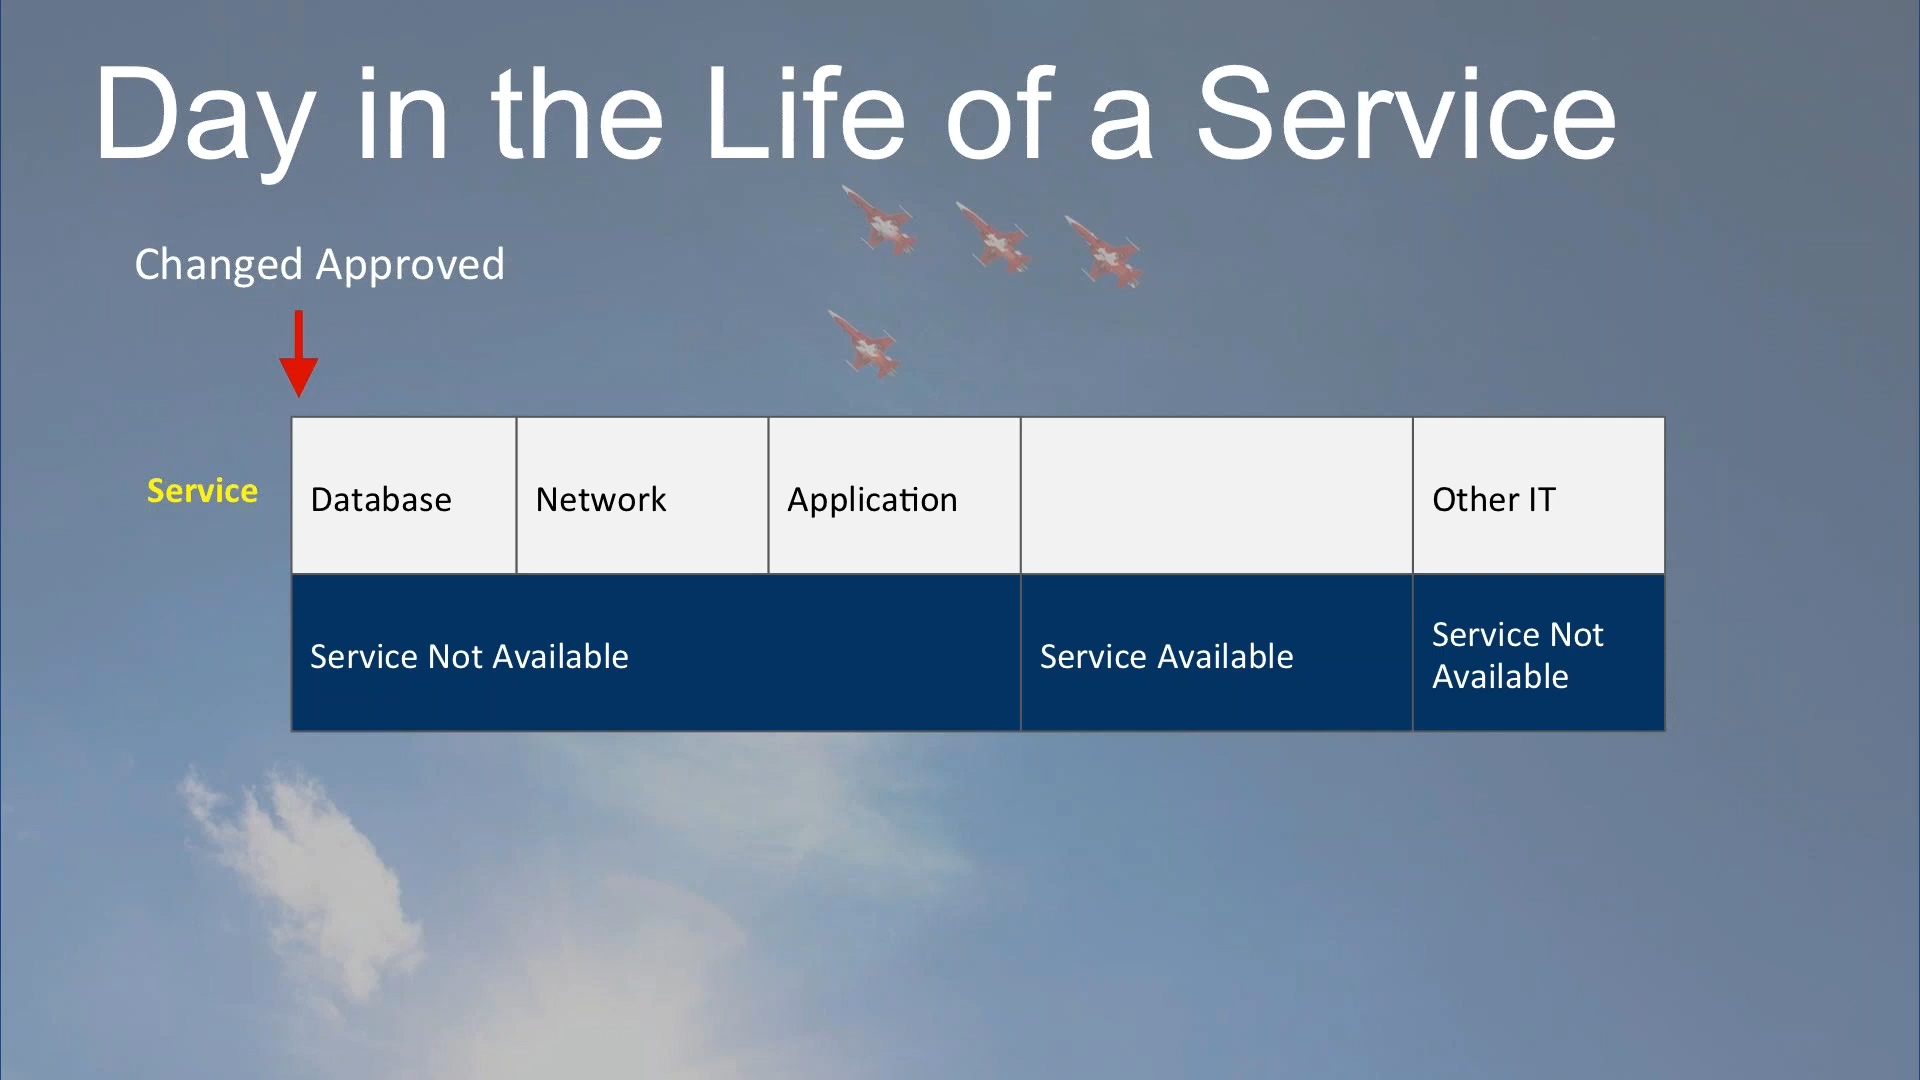 Day in the Life of a Service
Changed Approved
Service
Database
Network
Application
Other IT
Service Not Available
Service Available
Service Not
Available